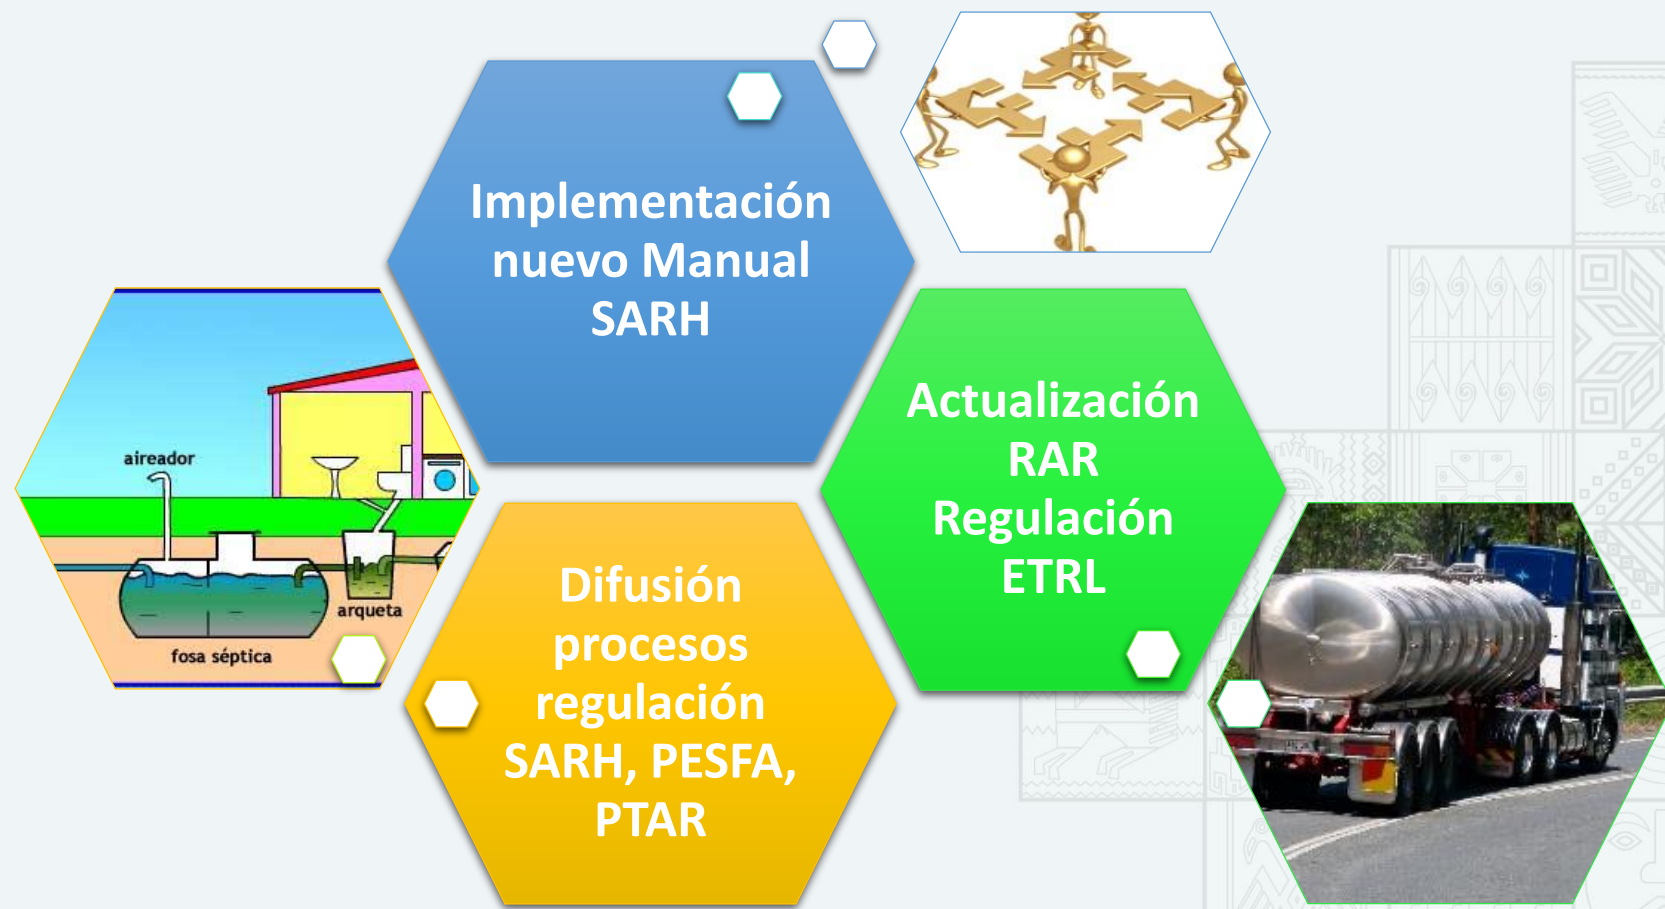 Implementación
nuevo Manual
SARH
Actualización
RAR
Regulación
ETRL
aireador
arqueta
fosa séptica
Difusión
procesos
regulación
SARH, PESFA,
PTAR